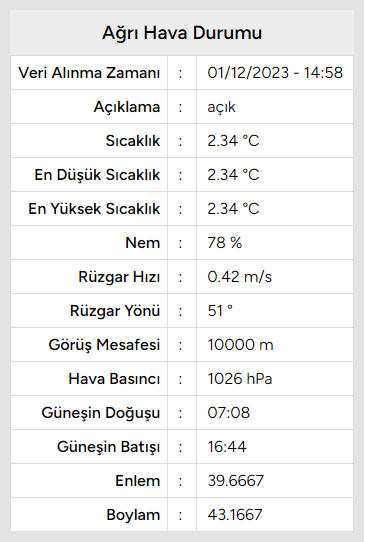 Ağrı Hava Durumu
Veri Alınma Zamanı : 01/12/2023 - 14:58
Açıklama : açık
Sıcaklık : 2.34 °C
En Düşük Sıcaklık : 2.34 °C
En Yüksek Sıcaklık : 2.34 °C
Nem : 78 %
Rüzgar Hızı : 0.42 m/s
Rüzgar Yönü : 51 °
Görüş Mesafesi : 10000 m
Hava Basıncı : 1026 hPa
Güneşin Doğuşu : 07:08
Güneşin Batışı : 16:44
Enlem : 39.6667
Boylam : 43.1667